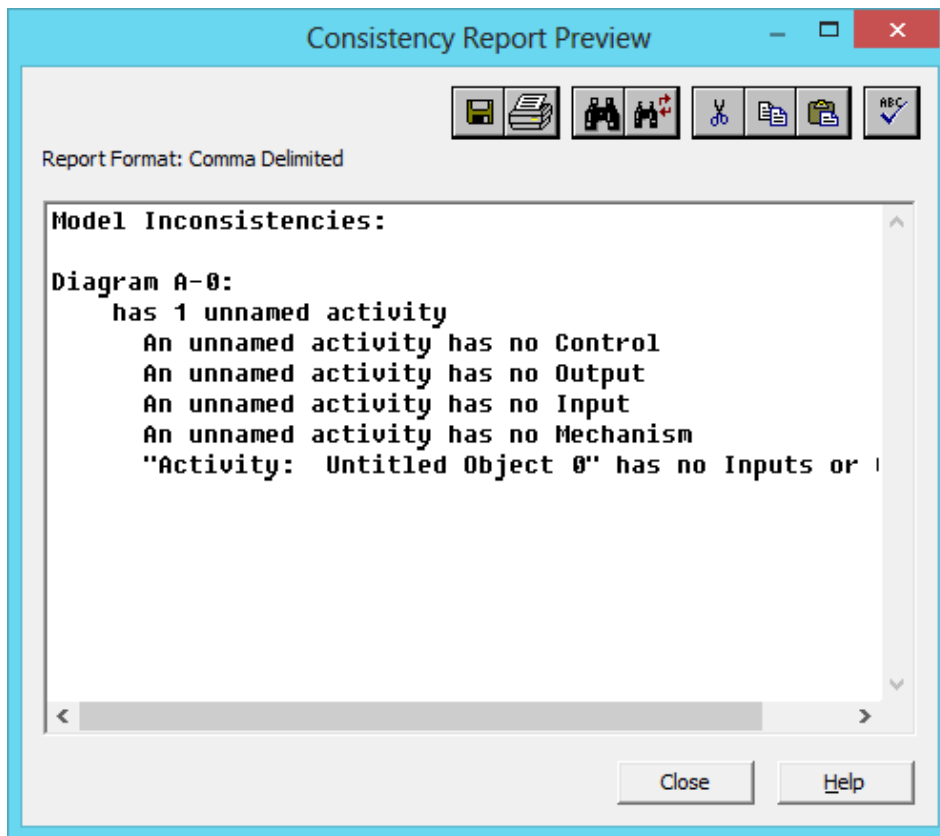 Consistency Report Preview
ABC
Report Format: Comma Delimited
Model Inconsistencies:
Diagram A-0:
has 1 unnamed activity
An unnamed activity has no Control
An unnamed activity has no Output
An unnamed activity has no Input
An unnamed activity has no Mechanism
"Activity:  Untitled Object 0" has no Inputs or
Close
Help